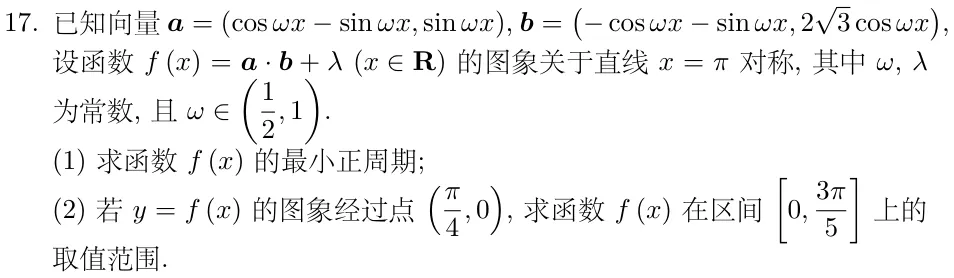 17. 已知向量 a = (cos ωx − sin ωx, sin ωx), b = (− cos ωx − sin ωx, 2√3 cos ωx),
设函数 f (x) = a · b + λ (x ∈ R) 的图象关于直线 x = π 对称, 其中 ω, λ
为常数, 且 ω ∈ (1/2, 1).
(1) 求函数 f (x) 的最小正周期;
(2) 若 y = f (x) 的图象经过点 (π/4, 0), 求函数 f (x) 在区间 [0, 3π/5] 上的
取值范围.